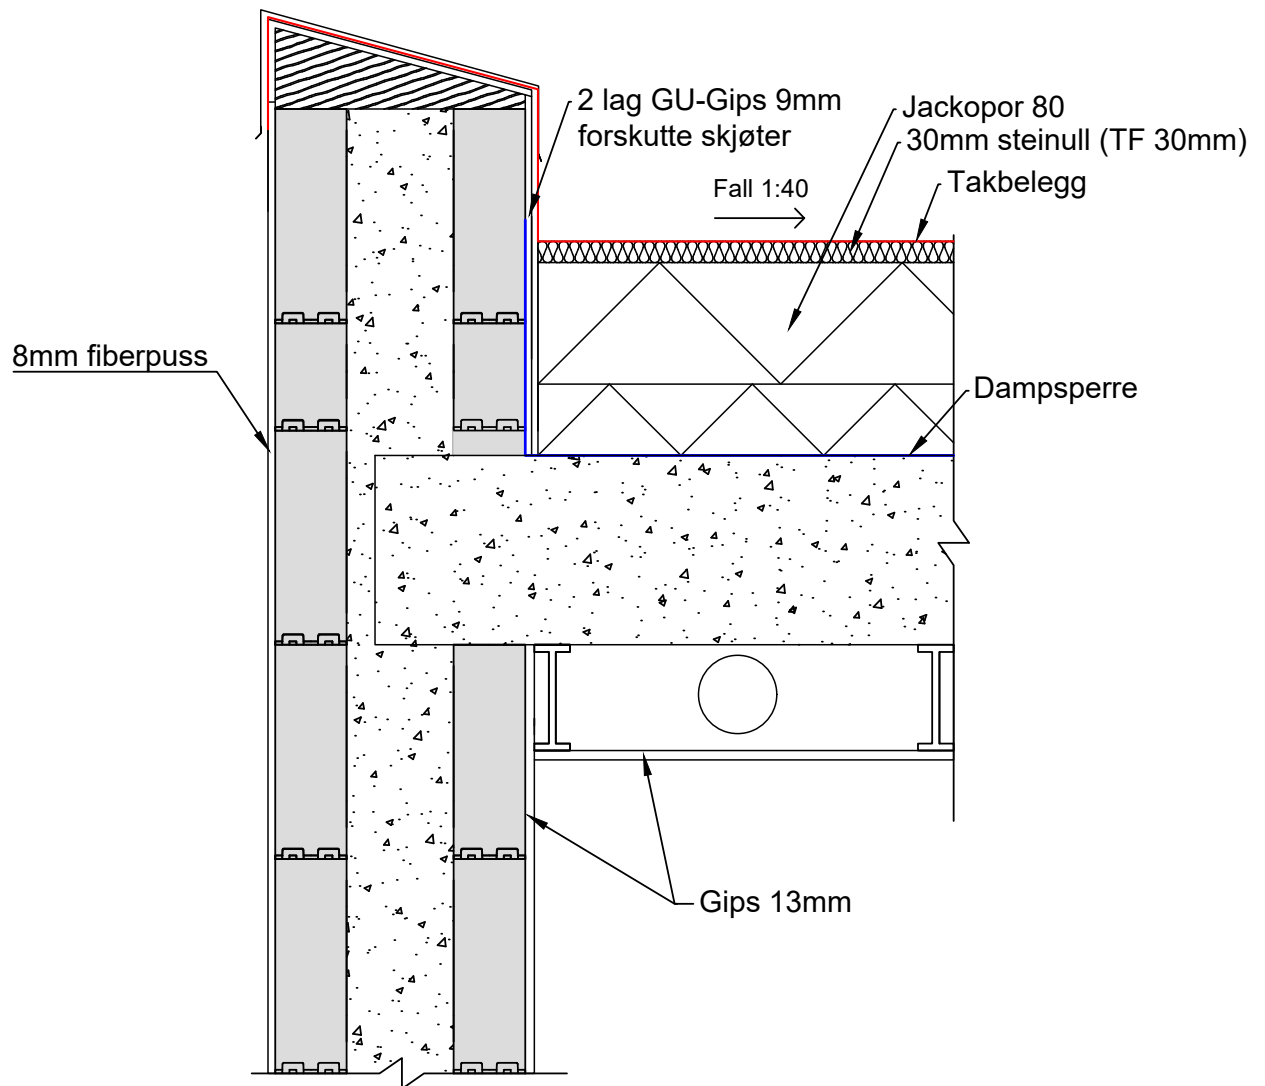 2 lag GU-Gips 9mm
forskutte skjøter
Jackopor 80
30mm steinull (TF 30mm)
Takbelegg
Fall 1:40
8mm fiberpuss
Dampsperre
Gips 13mm